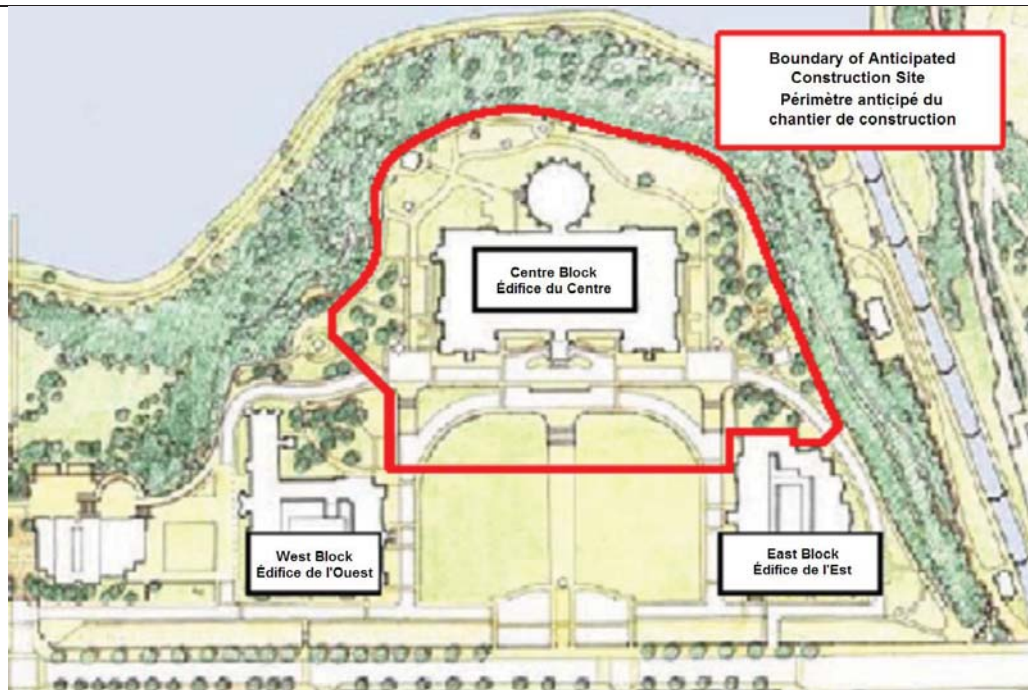 Boundary of Anticipated
Construction Site
Périmètre anticipé du
chantier de construction
Centre Block
Édifice du Centre
West Block
Édifice de l'Ouest
East Block
Édifice de l'Est